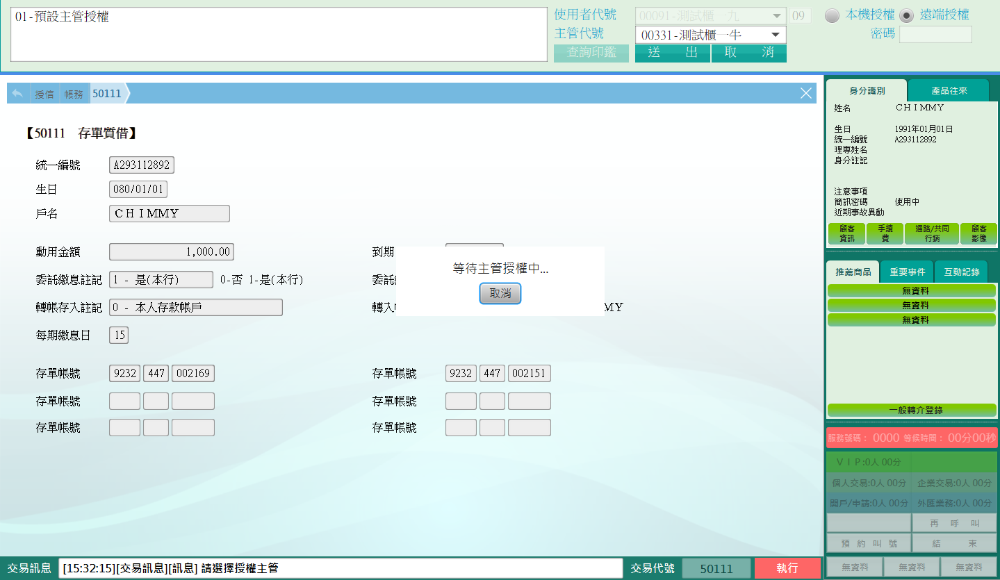 01-預設主管授權
使用者代號 00091-測試櫃一九 09 本機授權 遠端授權
主管代號 00331-測試櫃一牛 密碼
查詢印鑑 送 出 取 消
授信 帳務 50111
【50111 存單質借】
統一編號 A293112892
生日 080/01/01
戶名 ＣＨＩＭＭＹ
動用金額 1,000.00 到期
委託繳息註記 1 - 是(本行) 0-否 1-是(本行) 委託
轉帳存入註記 0 - 本人存款帳戶 轉入 MY
每期繳息日 15
等待主管授權中...
取消
存單帳號 9232 447 002169 存單帳號 9232 447 002151
存單帳號 存單帳號
存單帳號 存單帳號
交易訊息 [15:32:15][交易訊息][訊息] 請選擇授權主管 交易代號 50111 執行
身分識別 產品往來
姓名 ＣＨＩＭＭＹ
生日 1991年01月01日
統一編號 A293112892
理專姓名
身分註記
注意事項
簡訊密碼 使用中
近期事故異動
顧客資訊 手續費 通路/共同行銷 顧客影像
推薦商品 重要事件 互動記錄
無資料
無資料
無資料
一般轉介登錄
服務號碼： 0000 等候時間： 00分00秒
ＶＩＰ:0人 00分
個人交易:0人 00分 企業交易:0人 00分
開戶/申請:0人 00分 外匯業務:0人 00分
再 呼 叫
預 約 叫 號 結 束
無資料 無資料 無資料